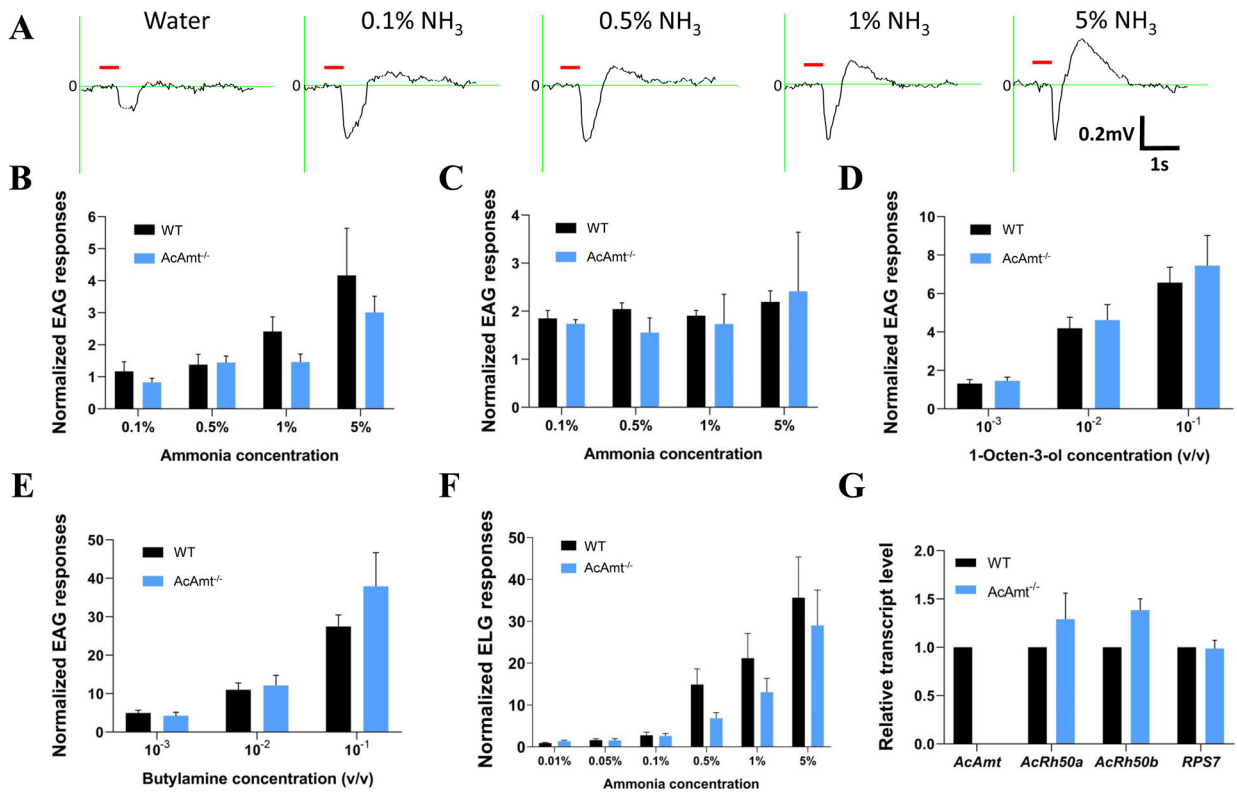 A
Water
0.1% NH3
0.5% NH3
1% NH3
5% NH3
0
0
0
0
0
0.2mV
1s
B
Normalized EAG responses
6
5
4
3
2
1
0
WT
AcAmt-/-
0.1%
0.5%
1%
5%
Ammonia concentration
C
Normalized EAG responses
4
3
2
1
0
WT
AcAmt-/-
0.1%
0.5%
1%
5%
Ammonia concentration
D
Normalized EAG responses
10
8
6
4
2
0
WT
AcAmt-/-
10-3
10-2
10-1
1-Octen-3-ol concentration (v/v)
E
Normalized EAG responses
50
40
30
20
10
0
WT
AcAmt-/-
10-3
10-2
10-1
Butylamine concentration (v/v)
F
Normalized ELG responses
50
40
30
20
10
0
WT
AcAmt-/-
0.01%
0.05%
0.1%
0.5%
1%
5%
Ammonia concentration
G
Relative transcript level
2.0
1.5
1.0
0.5
0.0
WT
AcAmt-/-
AcAmt
AcRh50a
AcRh50b
RPS7